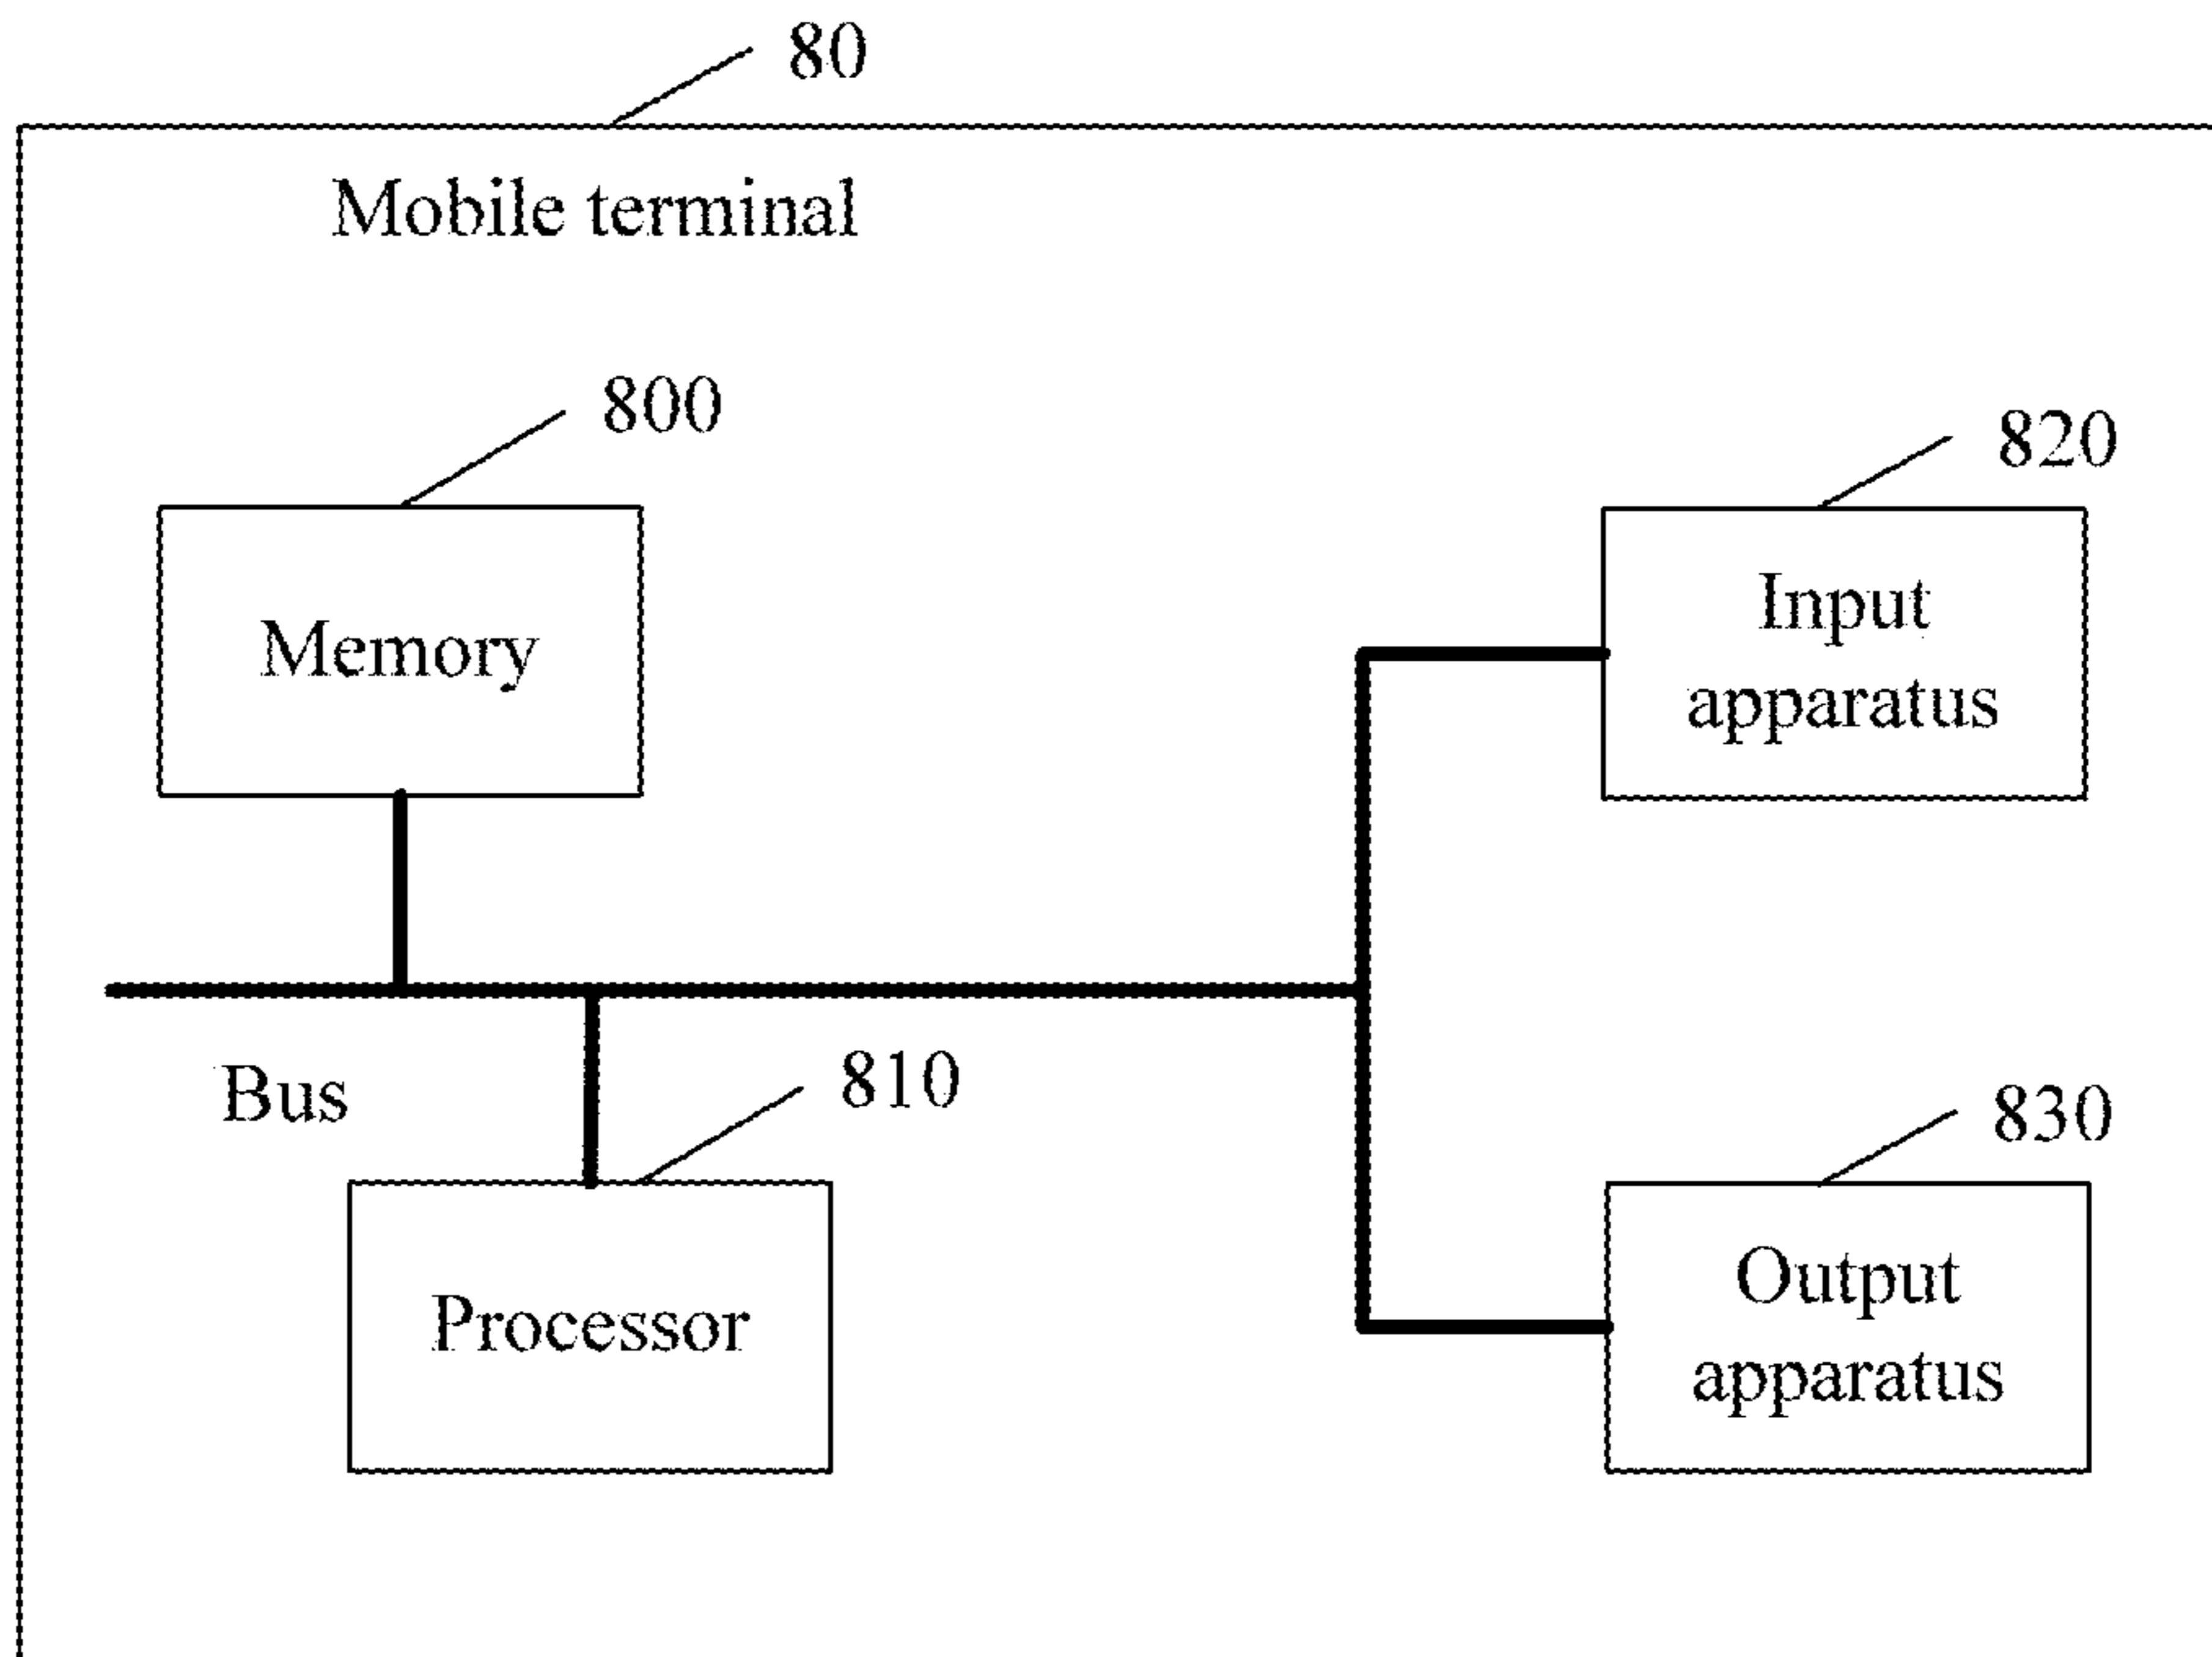 80
Mobile terminal
800
820
Memory
Input
apparatus
Bus
810
830
Processor
Output
apparatus